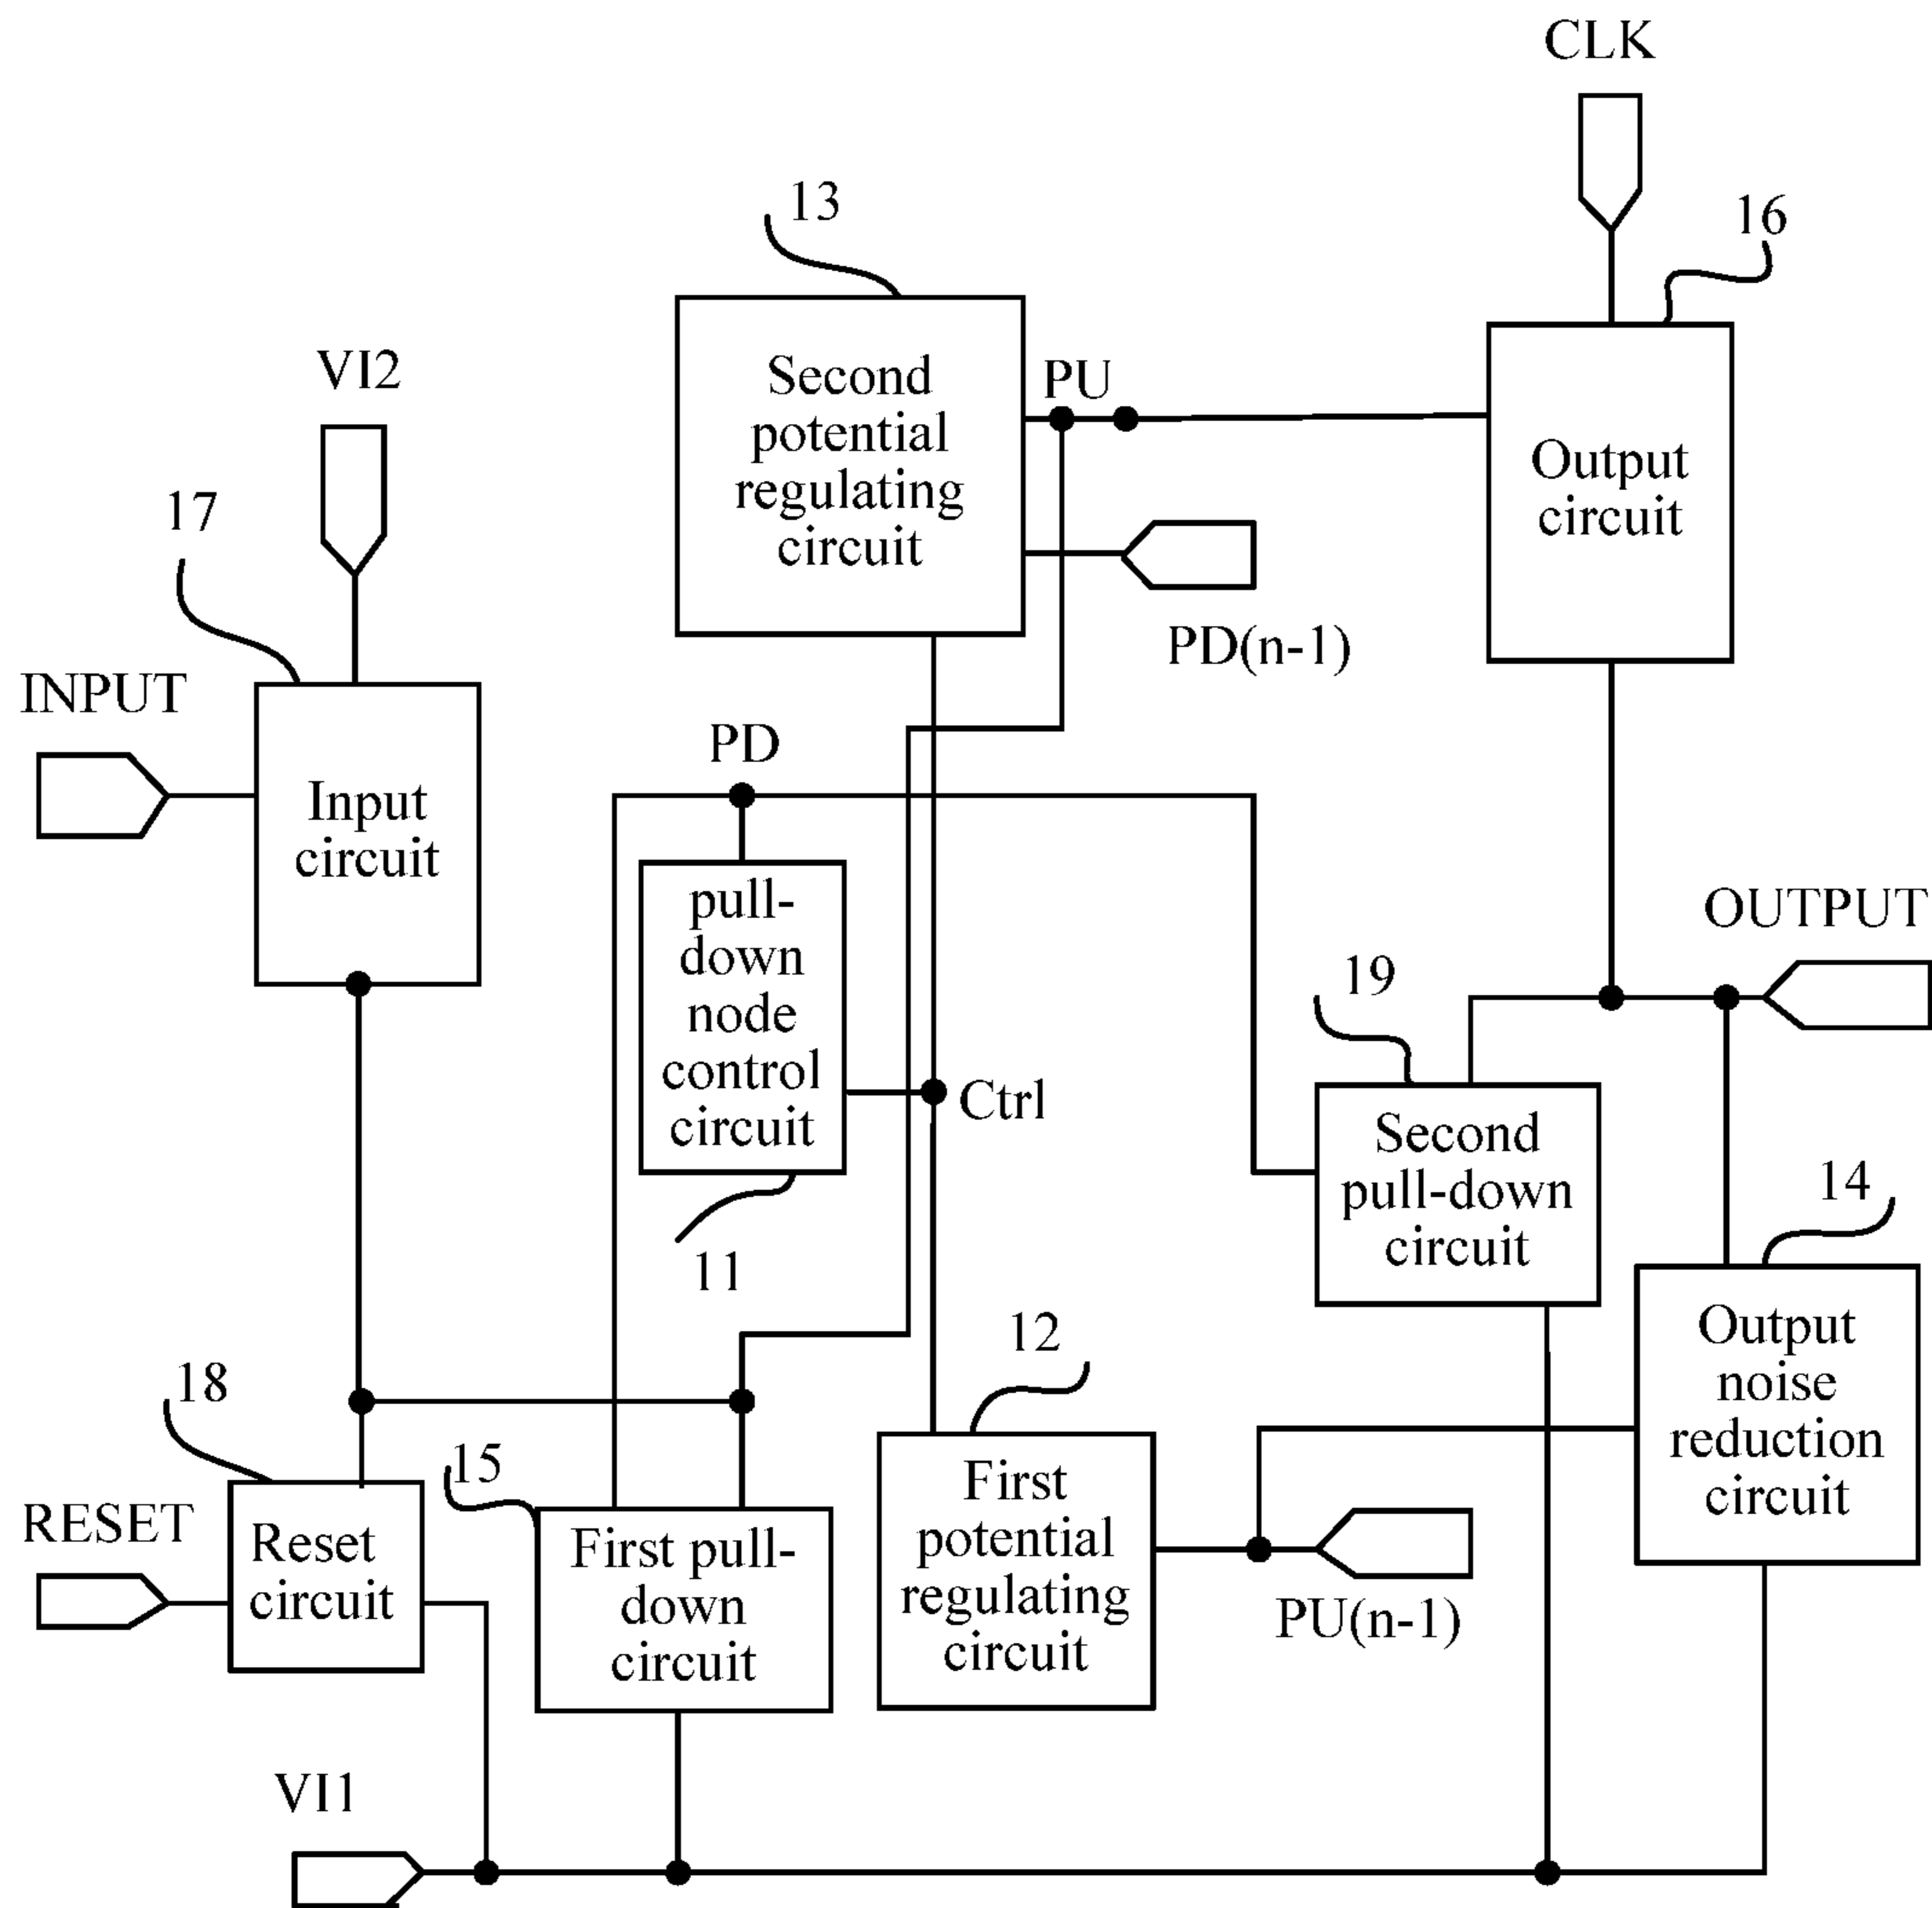 CLK
13
16
VI2
Second
potential
regulating
circuit
PU
Output
circuit
17
PD(n-1)
INPUT
PD
Input
circuit
pull-
down
node
control
circuit
OUTPUT
19
Ctrl
Second
pull-down
circuit
14
11
12
Output
noise
reduction
circuit
18
15
First
potential
regulating
circuit
RESET
Reset
circuit
First pull-
down
circuit
PU(n-1)
VI1